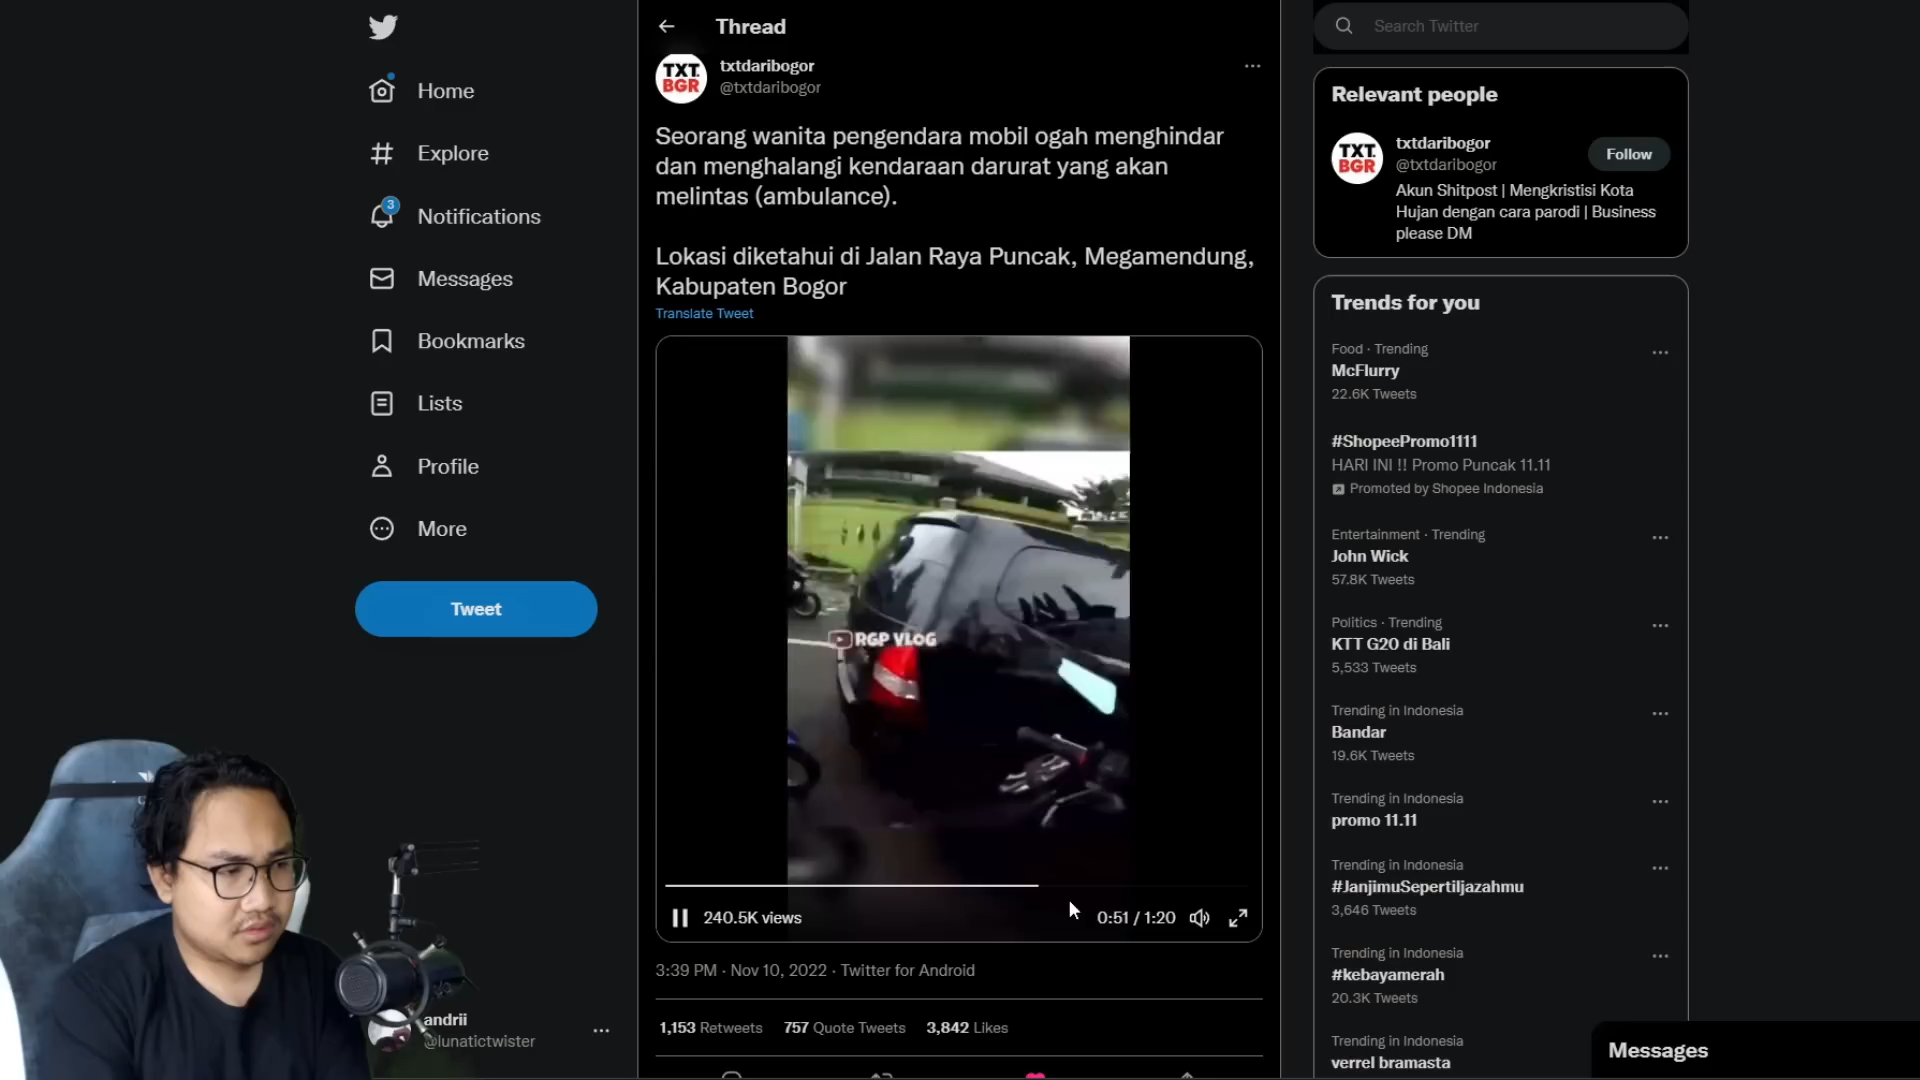 Home
Explore
3
Notifications
Messages
Bookmarks
Lists
Profile
More
Tweet
andrii
@lunatictwister
Thread
TXT.
BGR
txtdaribogor
@txtdaribogor
Seorang wanita pengendara mobil ogah menghindar
dan menghalangi kendaraan darurat yang akan
melintas (ambulance).
Lokasi diketahui di Jalan Raya Puncak, Megamendung,
Kabupaten Bogor
Translate Tweet
RGP VLOG
240.5K views
0:51 / 1:20
3:39 PM · Nov 10, 2022 · Twitter for Android
1,153 Retweets 757 Quote Tweets 3,842 Likes
Search Twitter
Relevant people
TXT.
BGR
txtdaribogor
@txtdaribogor
Follow
Akun Shitpost | Mengkristisi Kota
Hujan dengan cara parodi | Business
please DM
Trends for you
Food · Trending
McFlurry
22.6K Tweets
#ShopeePromo1111
HARI INI !! Promo Puncak 11.11
Promoted by Shopee Indonesia
Entertainment · Trending
John Wick
57.8K Tweets
Politics · Trending
KTT G20 di Bali
5,533 Tweets
Trending in Indonesia
Bandar
19.6K Tweets
Trending in Indonesia
promo 11.11
Trending in Indonesia
#JanjimuSepertiIjazahmu
3,646 Tweets
Trending in Indonesia
#kebayamerah
20.3K Tweets
Trending in Indonesia
verrel bramasta
Messages